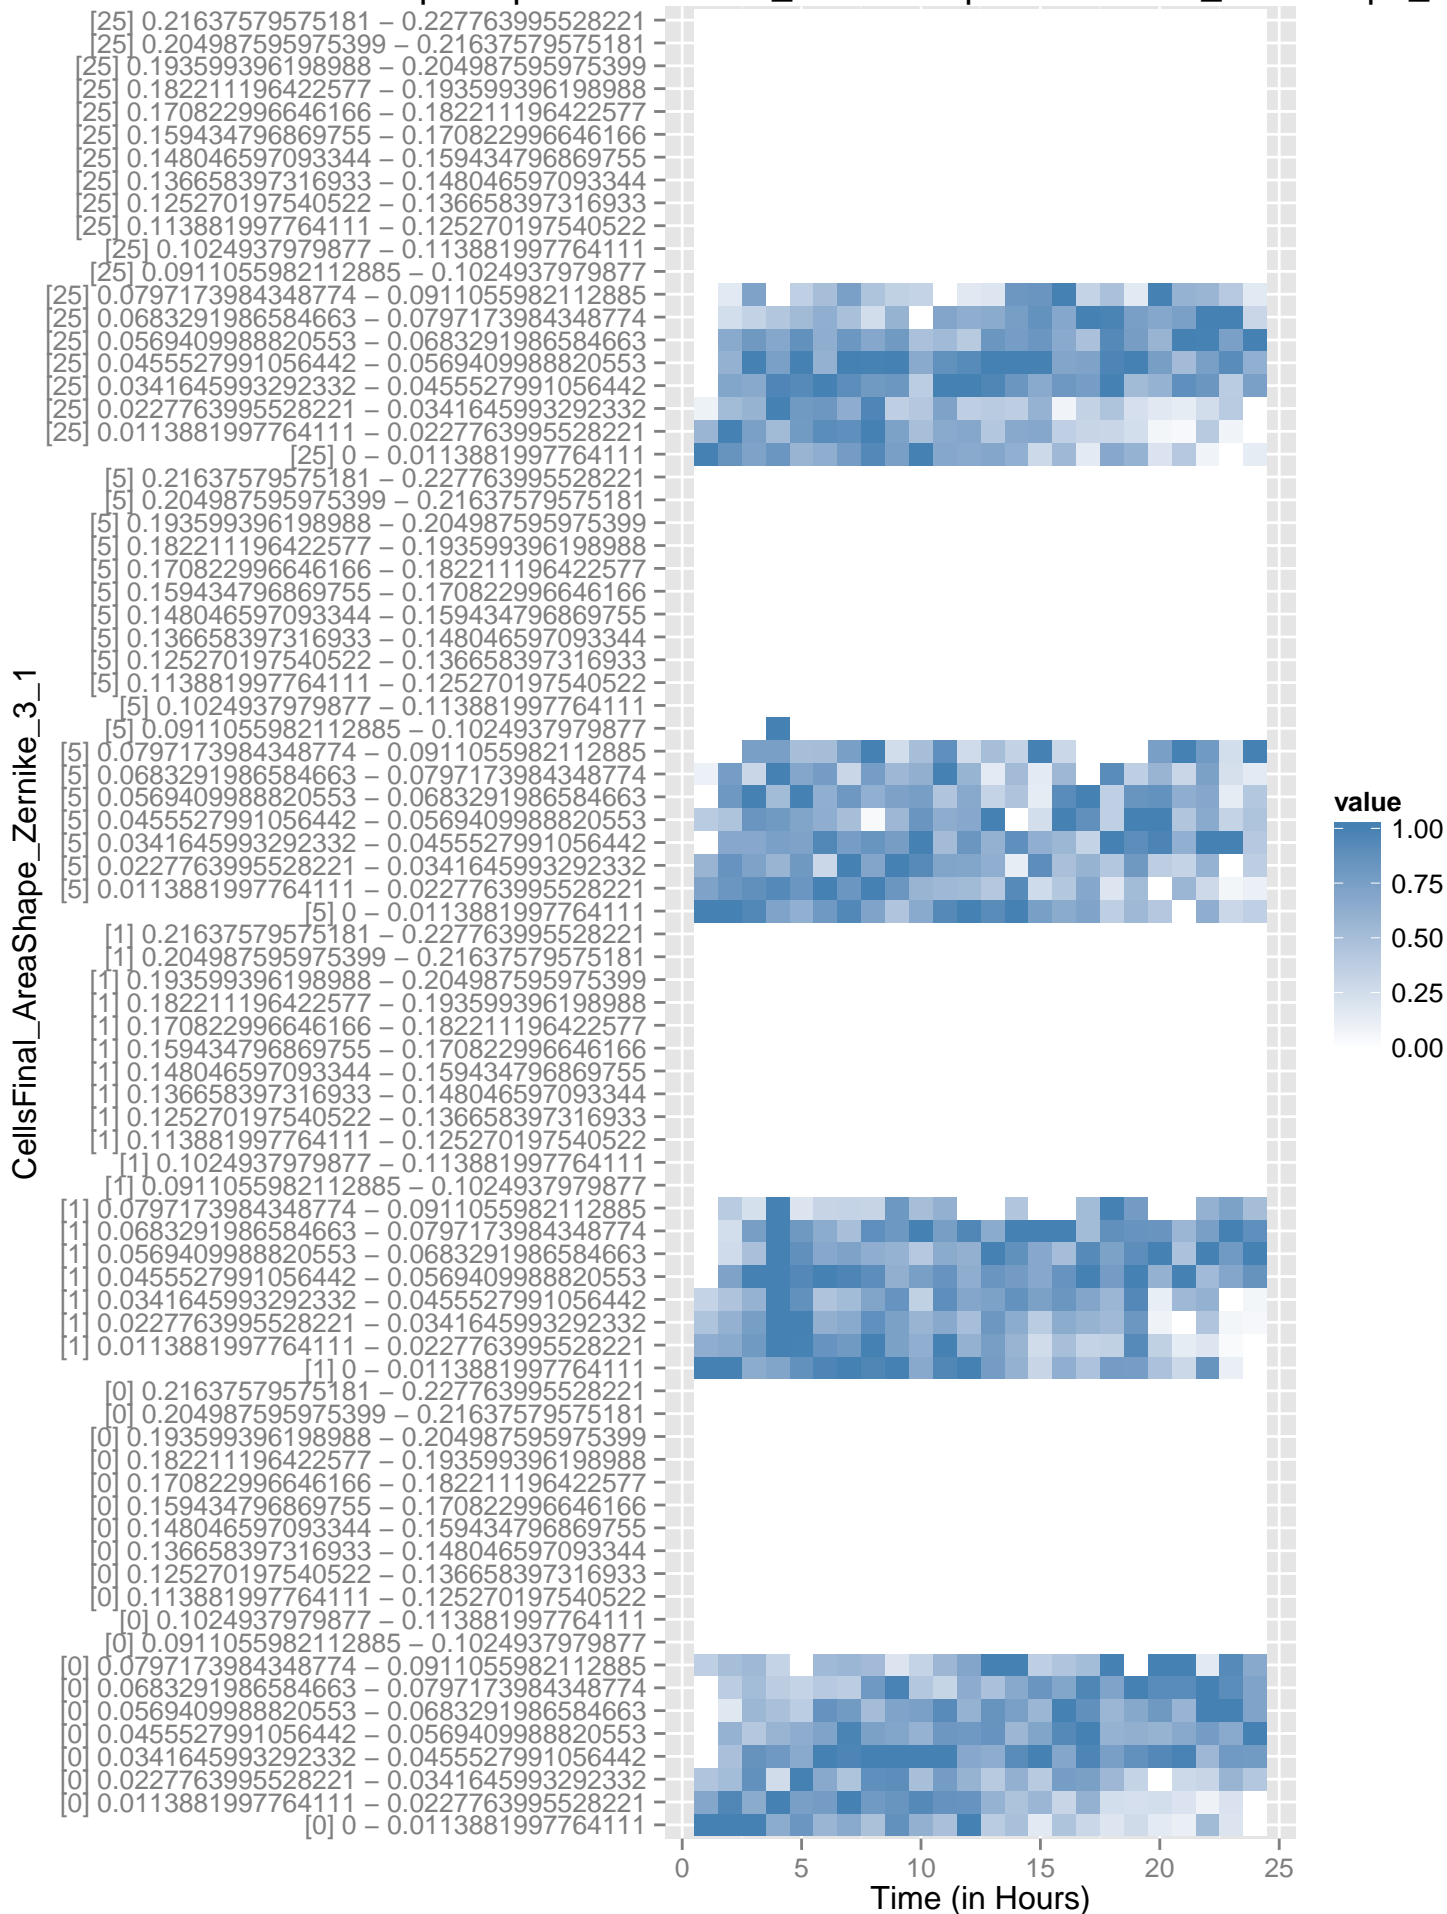 [25] 0.21637579575181 – 0.227763995528221
[25] 0.204987595975399 – 0.21637579575181
[25] 0.193599396198988 – 0.204987595975399
[25] 0.182211196422577 – 0.193599396198988
[25] 0.170822996646166 – 0.182211196422577
[25] 0.159434796869755 – 0.170822996646166
[25] 0.148046597093344 – 0.159434796869755
[25] 0.136658397316933 – 0.148046597093344
[25] 0.125270197540522 – 0.136658397316933
[25] 0.113881997764111 – 0.125270197540522
[25] 0.1024937979877 – 0.113881997764111
[25] 0.0911055982112885 – 0.1024937979877
[25] 0.0797173984348774 – 0.0911055982112885
[25] 0.0683291986584663 – 0.0797173984348774
[25] 0.0569409988820553 – 0.0683291986584663
[25] 0.0455527991056442 – 0.0569409988820553
[25] 0.0341645993292332 – 0.0455527991056442
[25] 0.0227763995528221 – 0.0341645993292332
[25] 0.0113881997764111 – 0.0227763995528221
[25] 0 – 0.0113881997764111
[5] 0.21637579575181 – 0.227763995528221
[5] 0.204987595975399 – 0.21637579575181
[5] 0.193599396198988 – 0.204987595975399
[5] 0.182211196422577 – 0.193599396198988
[5] 0.170822996646166 – 0.182211196422577
[5] 0.159434796869755 – 0.170822996646166
[5] 0.148046597093344 – 0.159434796869755
[5] 0.136658397316933 – 0.148046597093344
[5] 0.125270197540522 – 0.136658397316933
[5] 0.113881997764111 – 0.125270197540522
[5] 0.1024937979877 – 0.113881997764111
[5] 0.0911055982112885 – 0.1024937979877
[5] 0.0797173984348774 – 0.0911055982112885
[5] 0.0683291986584663 – 0.0797173984348774
[5] 0.0569409988820553 – 0.0683291986584663
[5] 0.0455527991056442 – 0.0569409988820553
[5] 0.0341645993292332 – 0.0455527991056442
[5] 0.0227763995528221 – 0.0341645993292332
[5] 0.0113881997764111 – 0.0227763995528221
[5] 0 – 0.0113881997764111
[1] 0.21637579575181 – 0.227763995528221
[1] 0.204987595975399 – 0.21637579575181
[1] 0.193599396198988 – 0.204987595975399
[1] 0.182211196422577 – 0.193599396198988
[1] 0.170822996646166 – 0.182211196422577
[1] 0.159434796869755 – 0.170822996646166
[1] 0.148046597093344 – 0.159434796869755
[1] 0.136658397316933 – 0.148046597093344
[1] 0.125270197540522 – 0.136658397316933
[1] 0.113881997764111 – 0.125270197540522
[1] 0.1024937979877 – 0.113881997764111
[1] 0.0911055982112885 – 0.1024937979877
[1] 0.0797173984348774 – 0.0911055982112885
[1] 0.0683291986584663 – 0.0797173984348774
[1] 0.0569409988820553 – 0.0683291986584663
[1] 0.0455527991056442 – 0.0569409988820553
[1] 0.0341645993292332 – 0.0455527991056442
[1] 0.0227763995528221 – 0.0341645993292332
[1] 0.0113881997764111 – 0.0227763995528221
[1] 0 – 0.0113881997764111
[0] 0.21637579575181 – 0.227763995528221
[0] 0.204987595975399 – 0.21637579575181
[0] 0.193599396198988 – 0.204987595975399
[0] 0.182211196422577 – 0.193599396198988
[0] 0.170822996646166 – 0.182211196422577
[0] 0.159434796869755 – 0.170822996646166
[0] 0.148046597093344 – 0.159434796869755
[0] 0.136658397316933 – 0.148046597093344
[0] 0.125270197540522 – 0.136658397316933
[0] 0.113881997764111 – 0.125270197540522
[0] 0.1024937979877 – 0.113881997764111
[0] 0.0911055982112885 – 0.1024937979877
[0] 0.0797173984348774 – 0.0911055982112885
[0] 0.0683291986584663 – 0.0797173984348774
[0] 0.0569409988820553 – 0.0683291986584663
[0] 0.0455527991056442 – 0.0569409988820553
[0] 0.0341645993292332 – 0.0455527991056442
[0] 0.0227763995528221 – 0.0341645993292332
[0] 0.0113881997764111 – 0.0227763995528221
[0] 0 – 0.0113881997764111
CellsFinal_AreaShape_Zernike_3_1
0 5 10 15 20 25
Time (in Hours)
value
1.00
0.75
0.50
0.25
0.00